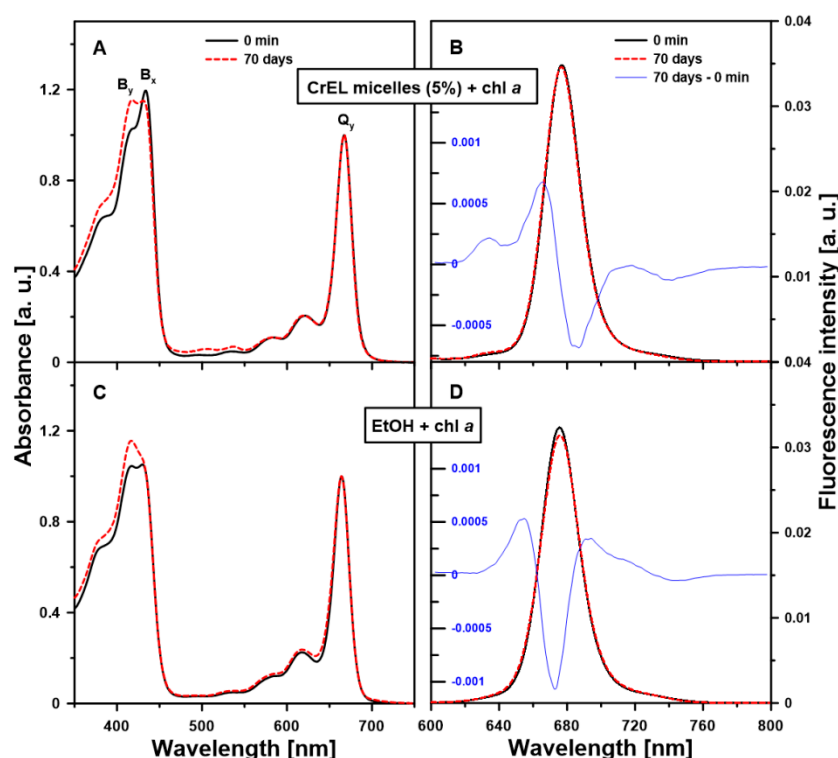 A
0 min
70 days
B
0 min
70 days
70 days - 0 min
By Bx
CrEL micelles (5%) + chl a
Qy
1.2
0.8
0.4
0
0.001
0.0005
0
-0.0005
0.04
0.03
0.02
0.01
0.04
C
D
EtOH + chl a
1.2
0.8
0.4
0
0.001
0.0005
0
-0.0005
-0.001
0.03
0.02
0.01
0
400 500 600 700
600 640 680 720 760 800
Wavelength [nm]
Wavelength [nm]
Absorbance [a. u.]
Fluorescence intensity [a. u.]